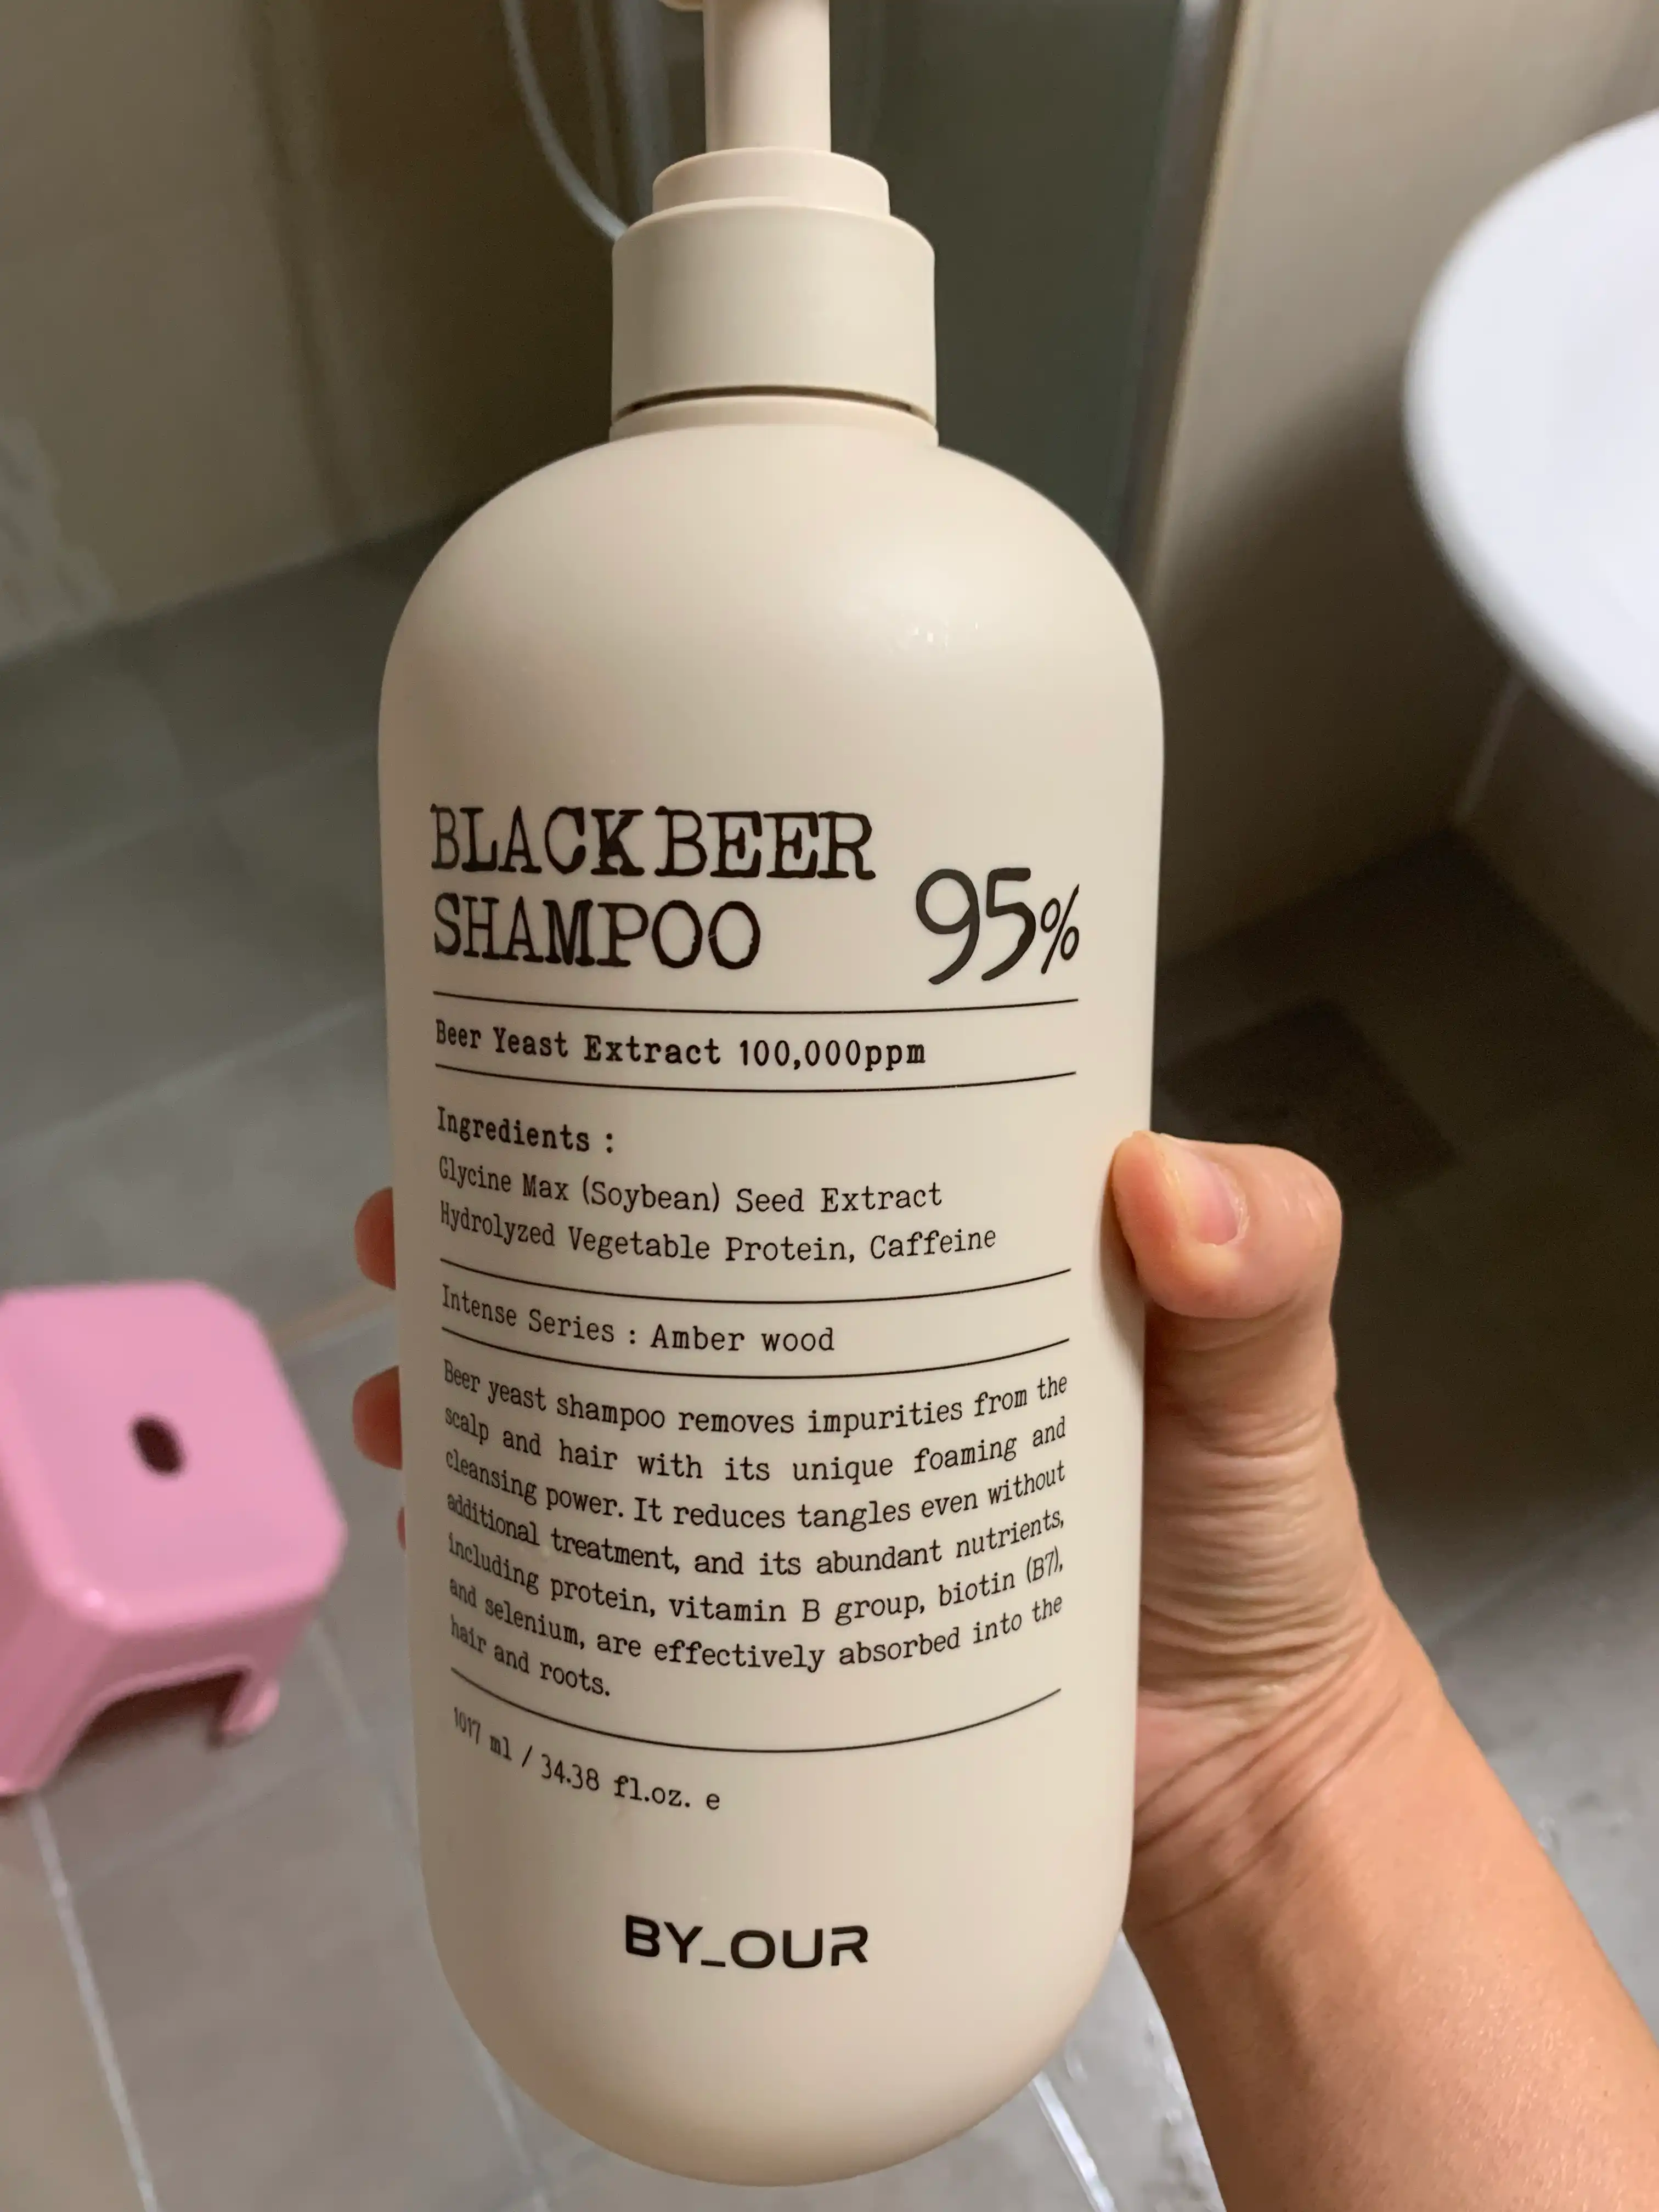 BLACK BEER
SHAMPOO 95%
Beer Yeast Extract 100,000ppm
Ingredients :
Glycine Max (Soybean) Seed Extract
Hydrolyzed Vegetable Protein, Caffeine
Intense Series : Amber wood
Beer yeast shampoo removes impurities from the
scalp and hair with its unique foaming and
cleansing power. It reduces tangles even without
additional treatment, and its abundant nutrients,
including protein, vitamin B group, biotin (B7),
and selenium, are effectively absorbed into the
hair and roots.
1017 ml / 34.38 fl.oz. e
BY_OUR